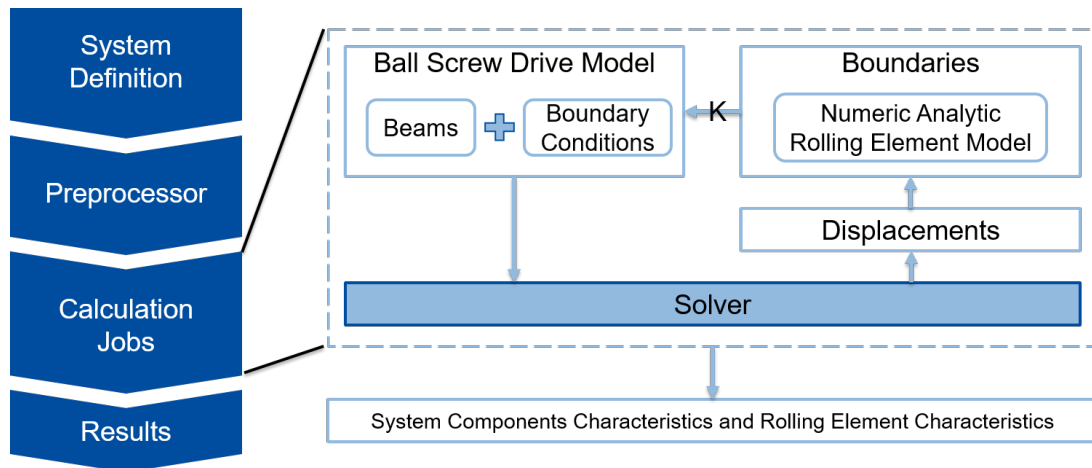 System
Definition
Preprocessor
Calculation
Jobs
Results
Ball Screw Drive Model
Beams
Boundary
Conditions
K
Boundaries
Numeric Analytic
Rolling Element Model
Displacements
Solver
System Components Characteristics and Rolling Element Characteristics